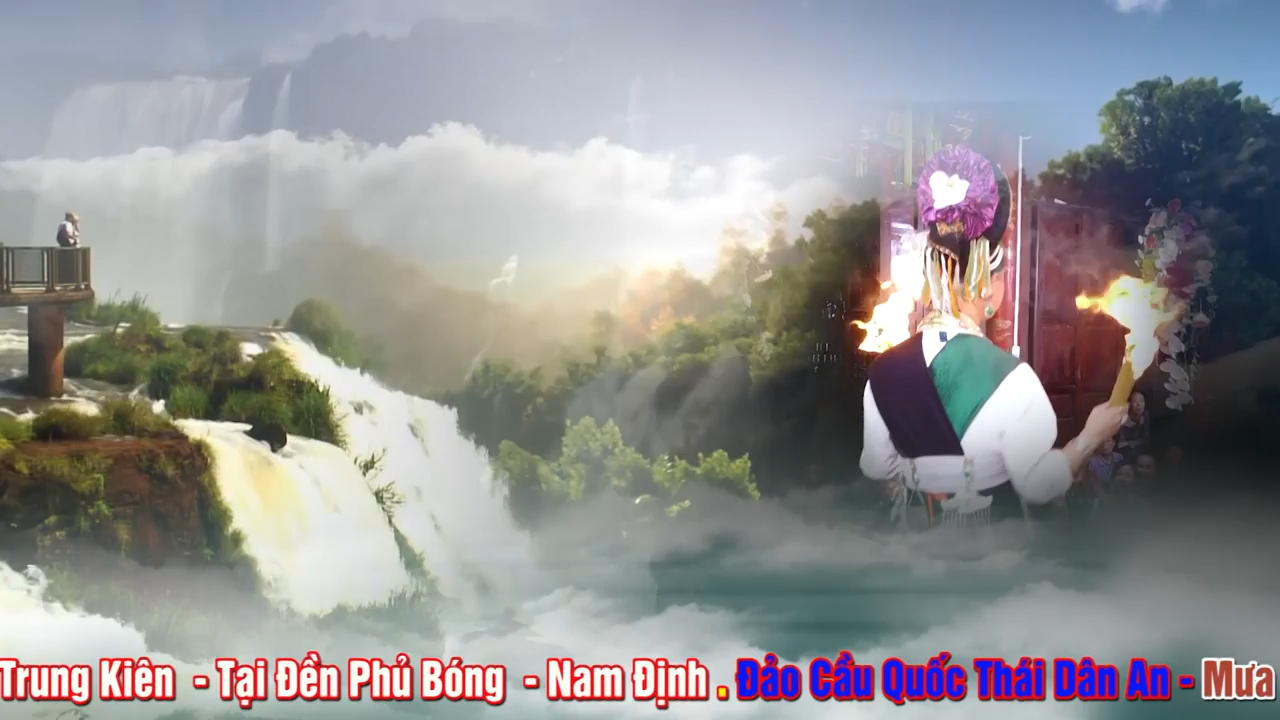 Trung Kiên - Tại Đền Phủ Bóng - Nam Định . Đảo Cầu Quốc Thái Dân An - Mưa